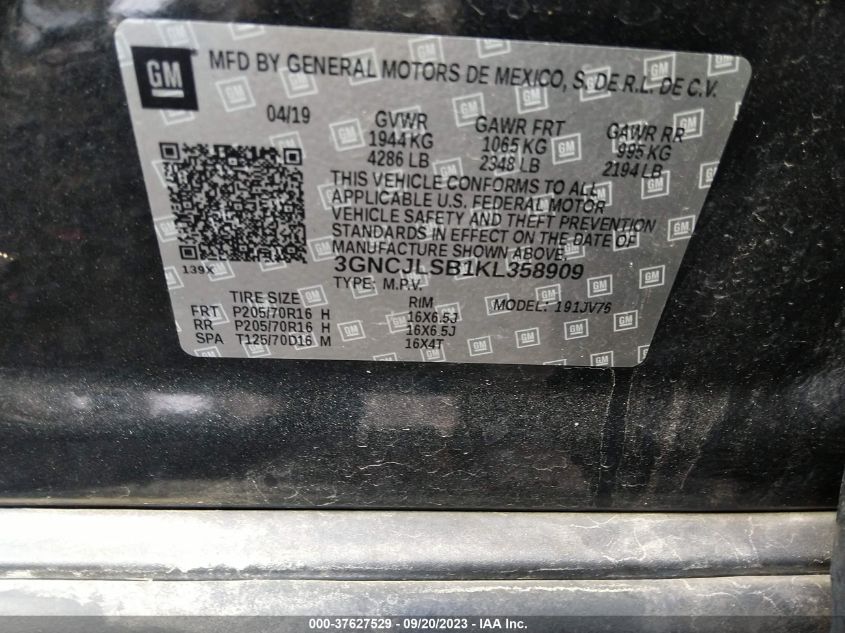 GM
MFD BY GENERAL MOTORS DE MEXICO, S. DE R.L. DE C.V.
04/19
GVWR GAWR FRT GAWR RR
1944 KG 1065 KG 995 KG
4286 LB 2348 LB 2194 LB
THIS VEHICLE CONFORMS TO ALL
APPLICABLE U.S. FEDERAL MOTOR
VEHICLE SAFETY AND THEFT PREVENTION
STANDARDS IN EFFECT ON THE DATE OF
MANUFACTURE SHOWN ABOVE.
139X
3GNCJLSB1KL358909
TYPE: M.P.V. MODEL: 191JV76
TIRE SIZE RIM
FRT P205/70R16 H 16X6.5J
RR P205/70R16 H 16X6.5J
SPA T125/70D16 M 16X4T
000-37627529 - 09/20/2023 - IAA Inc.